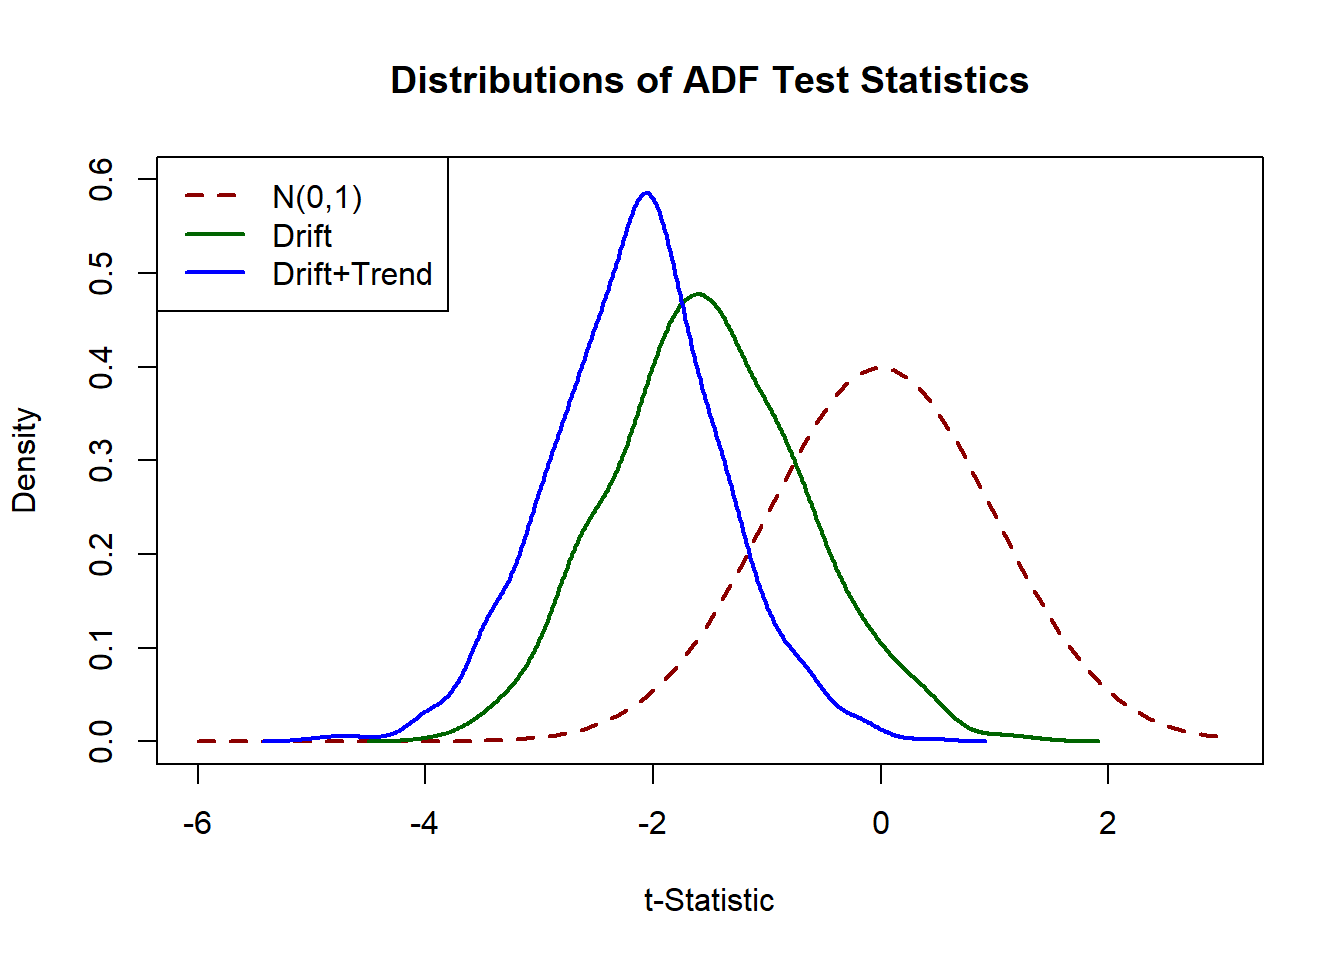 Distributions of ADF Test Statistics
N(0,1)
Drift
Drift+Trend
Density
0.6
0.5
0.4
0.3
0.2
0.1
0.0
-6 -4 -2 0 2
t-Statistic